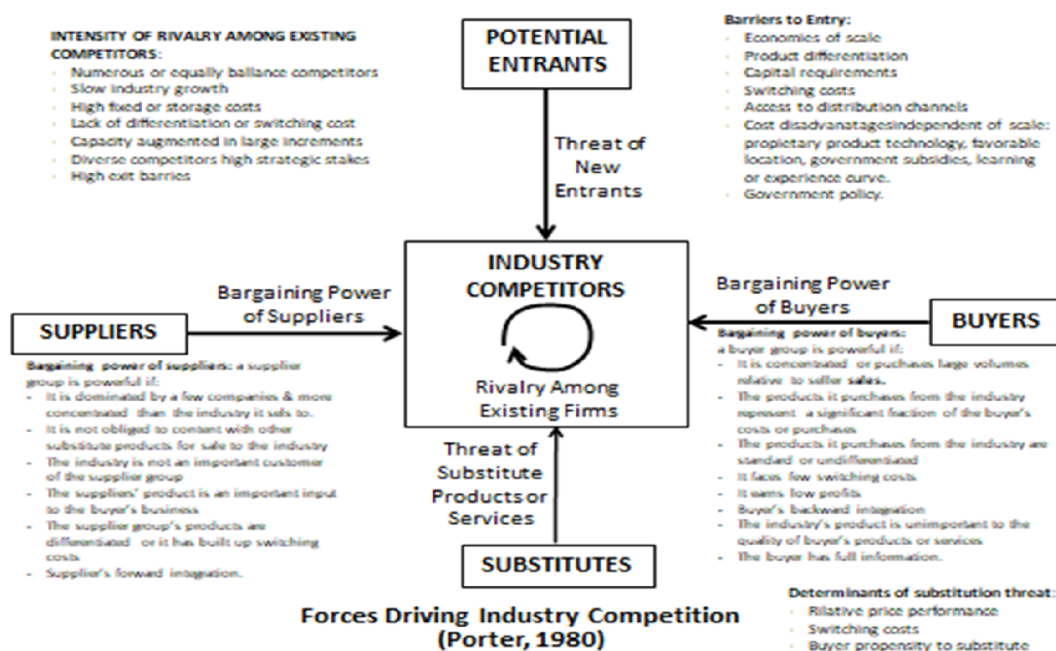 INTENSITY OF RIVALRY AMONG EXISTING
COMPETITORS:
Numerous or equally ballance competitors
Slow industry growth
High fixed or storage costs
Lack of differentiation or switching cost
Capacity augmented in large increments
Diverse competitors high strategic stakes
High exit barries
POTENTIAL
ENTRANTS
Barriers to Entry:
Economies of scale
Product differentiation
Capital requirements
Switching costs
Access to distribution channels
Cost disadvanatagesindependent of scale:
propietary product technology, favorable
location, government subsidies, learning
or experience curve.
Government policy.
Threat of
New
Entrants
INDUSTRY
COMPETITORS
Rivalry Among
Existing Firms
Bargaining Power
of Suppliers
SUPPLIERS
Bargaining power of suppliers: a supplier
group is powerful if:
- It is dominated by a few companies & more
concentrated than the industry it sels to.
- It is not obliged to content with other
substitute products for sale to the industry
- The industry is not an important customer
of the supplier group
- The suppliers' product is an important input
to the buyer's business
- The supplier group's products are
differentiated or it has built up switching
costs
- Supplier's forward integration.
Bargaining Power
of Buyers
BUYERS
Bargaining power of buyers:
a buyer group is powerful if:
- It is concentrated or puchases large volumes
relative to seller sales.
- The products it purchases from the industry
represent a significant fraction of the buyer's
costs or purchases
- The products it purchases from the industry are
standard or undifferentiated
- It faces few switching costs
- It earns low profits
- Buyer's backward integration
- The industry's product is unimportant to the
quality of buyer's products or services
- The buyer has full information.
Threat of
Substitute
Products or
Services
SUBSTITUTES
Determinants of substitution threat:
Rilative price performance
Switching costs
Buyer propensity to substitute
Forces Driving Industry Competition
(Porter, 1980)